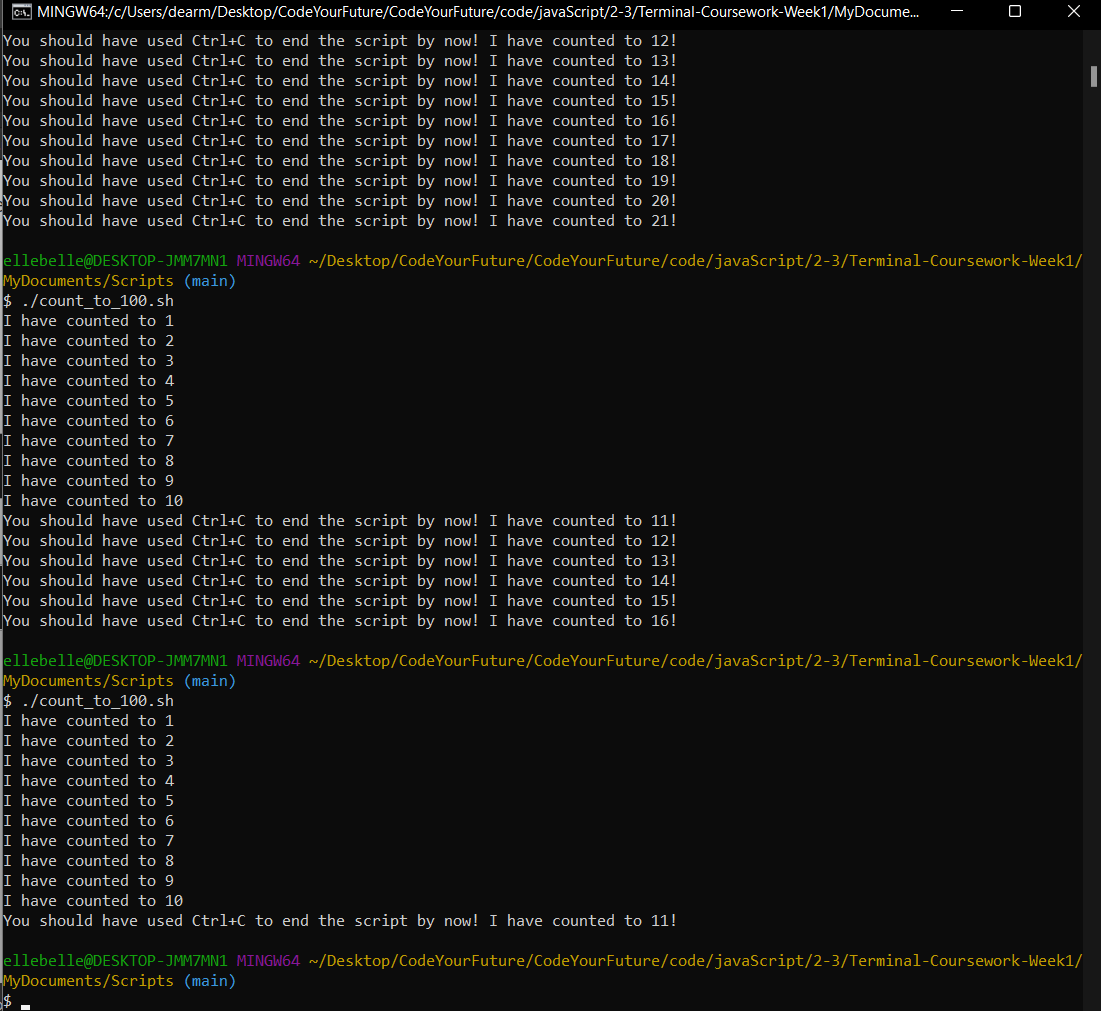 MINGW64:/c/Users/dearm/Desktop/CodeYourFuture/CodeYourFuture/code/javaScript/2-3/Terminal-Coursework-Week1/MyDocume...
You should have used Ctrl+C to end the script by now! I have counted to 12!
You should have used Ctrl+C to end the script by now! I have counted to 13!
You should have used Ctrl+C to end the script by now! I have counted to 14!
You should have used Ctrl+C to end the script by now! I have counted to 15!
You should have used Ctrl+C to end the script by now! I have counted to 16!
You should have used Ctrl+C to end the script by now! I have counted to 17!
You should have used Ctrl+C to end the script by now! I have counted to 18!
You should have used Ctrl+C to end the script by now! I have counted to 19!
You should have used Ctrl+C to end the script by now! I have counted to 20!
You should have used Ctrl+C to end the script by now! I have counted to 21!
ellebelle@DESKTOP-JMM7MN1 MINGW64 ~/Desktop/CodeYourFuture/CodeYourFuture/code/javaScript/2-3/Terminal-Coursework-Week1/
MyDocuments/Scripts (main)
$ ./count_to_100.sh
I have counted to 1
I have counted to 2
I have counted to 3
I have counted to 4
I have counted to 5
I have counted to 6
I have counted to 7
I have counted to 8
I have counted to 9
I have counted to 10
You should have used Ctrl+C to end the script by now! I have counted to 11!
You should have used Ctrl+C to end the script by now! I have counted to 12!
You should have used Ctrl+C to end the script by now! I have counted to 13!
You should have used Ctrl+C to end the script by now! I have counted to 14!
You should have used Ctrl+C to end the script by now! I have counted to 15!
You should have used Ctrl+C to end the script by now! I have counted to 16!
ellebelle@DESKTOP-JMM7MN1 MINGW64 ~/Desktop/CodeYourFuture/CodeYourFuture/code/javaScript/2-3/Terminal-Coursework-Week1/
MyDocuments/Scripts (main)
$ ./count_to_100.sh
I have counted to 1
I have counted to 2
I have counted to 3
I have counted to 4
I have counted to 5
I have counted to 6
I have counted to 7
I have counted to 8
I have counted to 9
I have counted to 10
You should have used Ctrl+C to end the script by now! I have counted to 11!
ellebelle@DESKTOP-JMM7MN1 MINGW64 ~/Desktop/CodeYourFuture/CodeYourFuture/code/javaScript/2-3/Terminal-Coursework-Week1/
MyDocuments/Scripts (main)
$